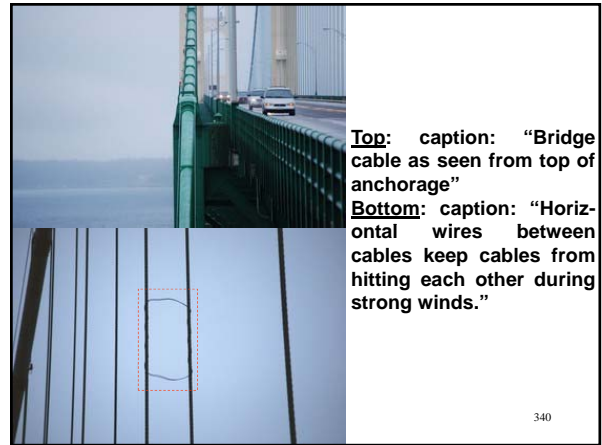 Top: caption: “Bridge
cable as seen from top of
anchorage”
Bottom: caption: “Horiz-
ontal wires between
cables keep cables from
hitting each other during
strong winds.”
340